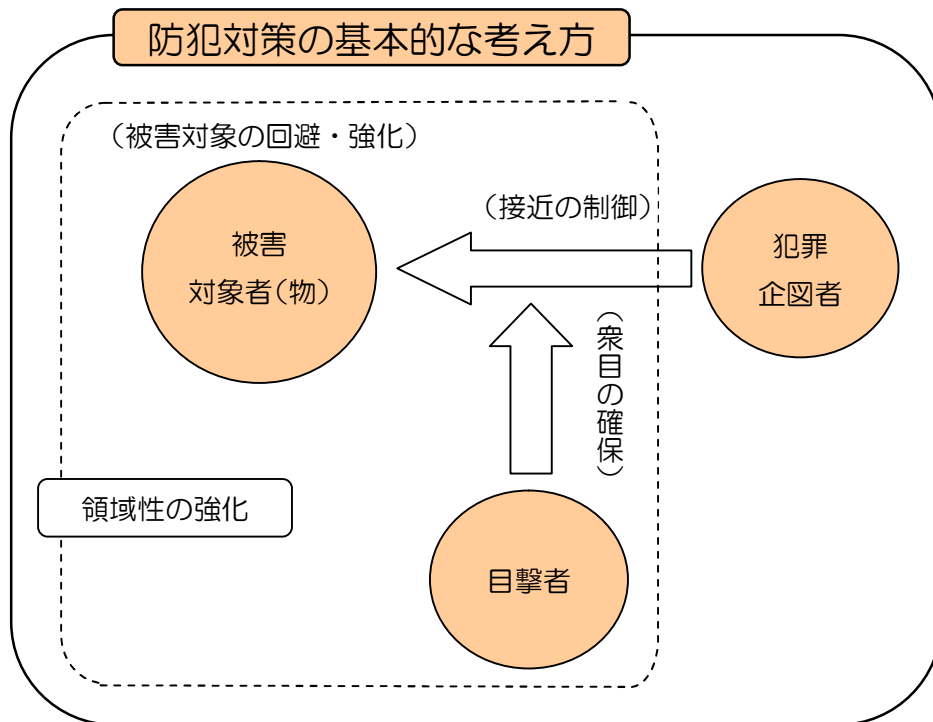 防犯対策の基本的な考え方
（被害対象の回避・強化）
被害
対象者（物）
（接近の制御）
犯罪
企図者
（衆目の確保）
領域性の強化
目撃者